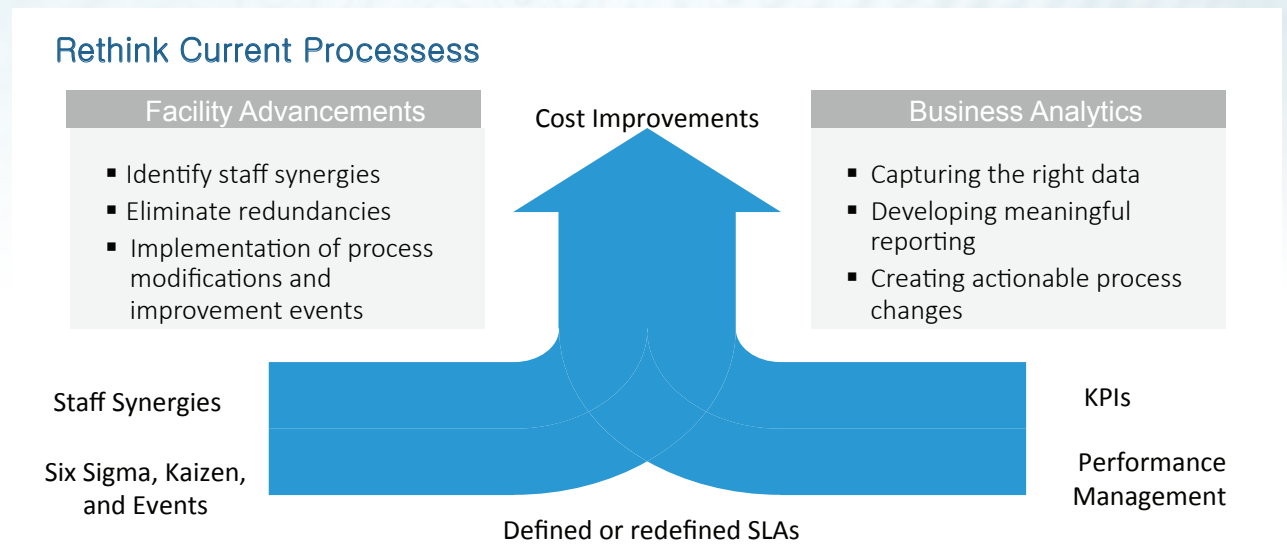 Rethink Current Processess
Facility Advancements
▪ Identify staff synergies
▪ Eliminate redundancies
▪ Implementation of process
modifications and
improvement events
Cost Improvements
Business Analytics
▪ Capturing the right data
▪ Developing meaningful
reporting
▪ Creating actionable process
changes
Staff Synergies
Six Sigma, Kaizen,
and Events
KPIs
Performance
Management
Defined or redefined SLAs